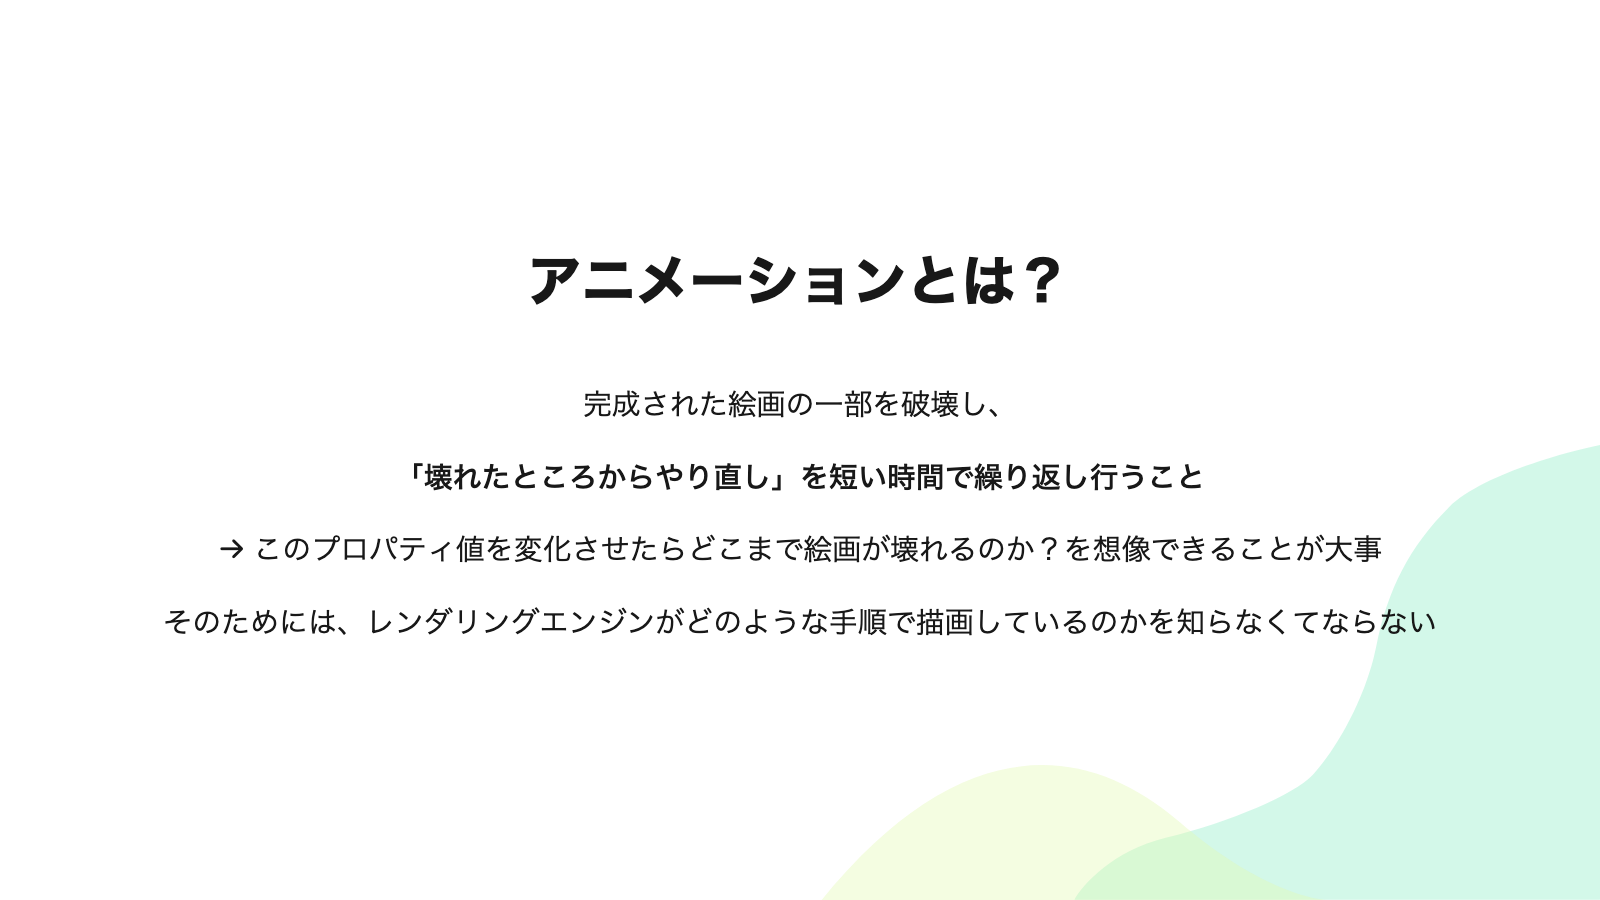 アニメーションとは？
完成された絵画の一部を破壊し、
「壊れたところからやり直し」を短い時間で繰り返し行うこと
→ このプロパティ値を変化させたらどこまで絵画が壊れるのか？を想像できることが大事
そのためには、レンダリングエンジンがどのような手順で描画しているのかを知らなくてならない